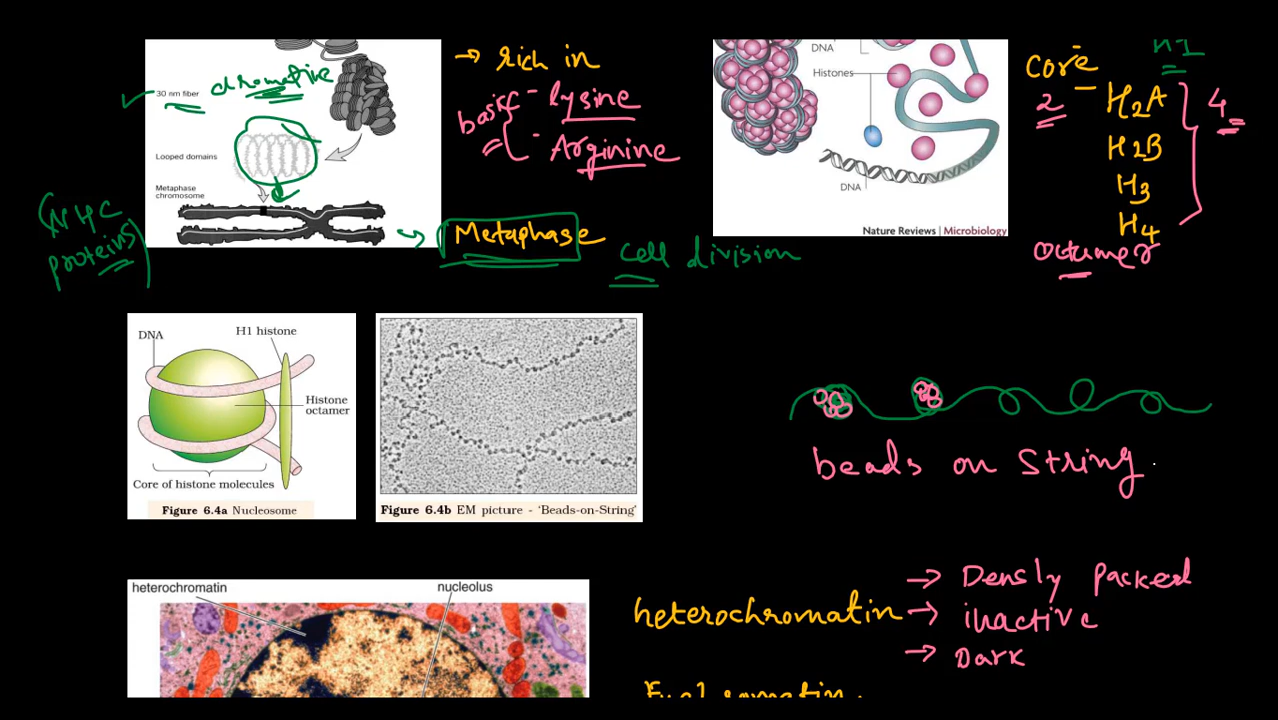 → rich in
basic - lysine
- Arginine
30 nm fiber
chromatine
Looped domains
Metaphase
chromosome
NHC
proteins
Metaphase
cell division
DNA
Histones
DNA
Nature Reviews | Microbiology
H1
Core
2
- H2A
H2B
H3
H4
4
Octamer
DNA
H1 histone
Histone
octamer
Core of histone molecules
Figure 6.4a Nucleosome
Figure 6.4b EM picture - 'Beads-on-String'
beads on String
heterochromatin
nucleolus
heterochromatin
→ Densly packed
→ inactive
→ Dark